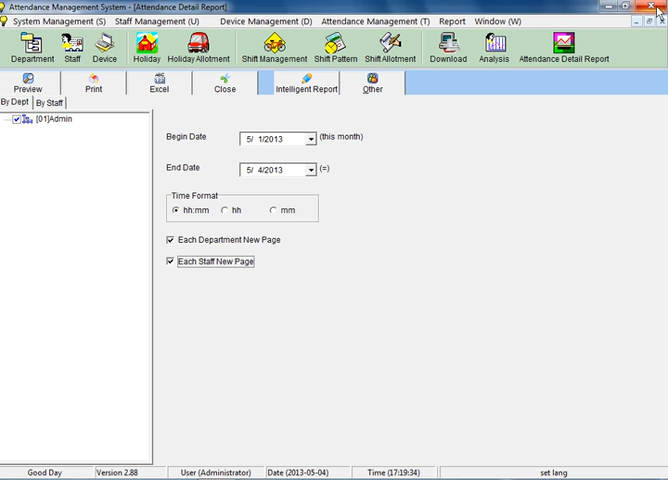 Attendance Management System - [Attendance Detail Report]
System Management (S) Staff Management (U) Device Management (D) Attendance Management (T) Report Window (W)
Department Staff Device Holiday Holiday Allotment Shift Management Shift Pattern Shift Allotment Download Analysis Attendance Detail Report
Preview Print Excel Close Intelligent Report Other
By Dept By Staff
[01]Admin
Begin Date 5/ 1/2013 (this month)
End Date 5/ 4/2013 (=)
Time Format
hh:mm hh mm
Each Department New Page
Each Staff New Page
Good Day Version 2.88 User (Administrator) Date (2013-05-04) Time (17:19:34) set lang